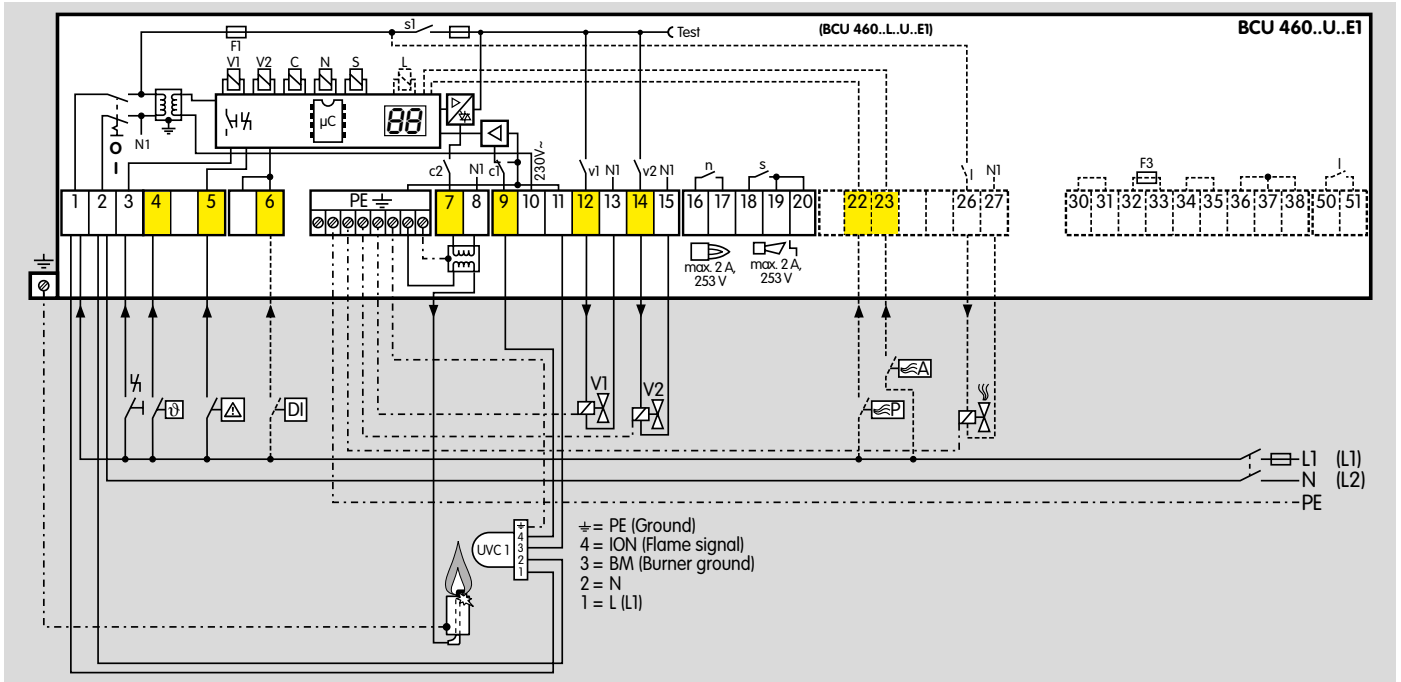 (BCU 460..L..U..E1)
BCU 460..U..E1
s1
Test
F1
V1 V2 C N S L
µC
88
N1
O
I
c2 N1 c1 230V~ v1 N1 v2 N1 n s l N1 F3 l
1 2 3 4 5 6 PE 7 8 9 10 11 12 13 14 15 16 17 18 19 20 22 23 26 27 30 31 32 33 34 35 36 37 38 50 51
max. 2 A,
253 V
max. 2 A,
253 V
A
P
V1
V2
ϑ
DI
L1 (L1)
N (L2)
PE
UVC 1
4
3
2
1
= PE (Ground)
4 = ION (Flame signal)
3 = BM (Burner ground)
2 = N
1 = L (L1)